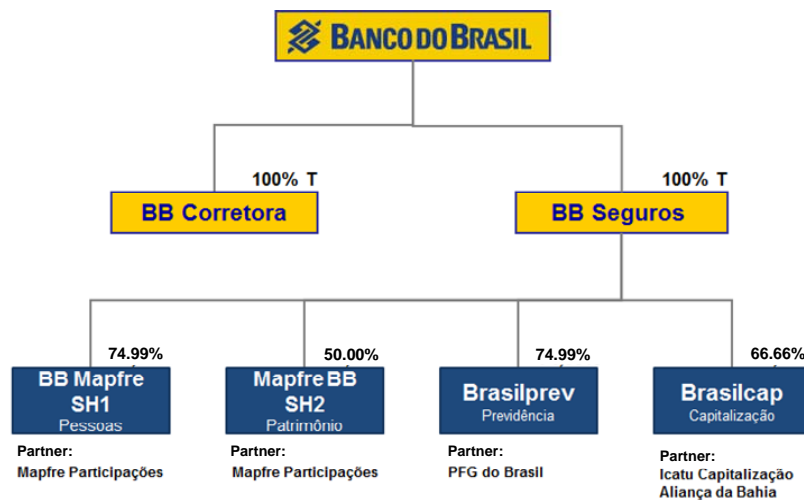 BANCO DO BRASIL
100% T
100% T
BB Corretora
BB Seguros
74.99%
50.00%
74.99%
66.66%
BB Mapfre
SH1
Pessoas
Mapfre BB
SH2
Patrimônio
Brasilprev
Previdência
Brasilcap
Capitalização
Partner:
Mapfre Participações
Partner:
Mapfre Participações
Partner:
PFG do Brasil
Partner:
Icatu Capitalização
Aliança da Bahia